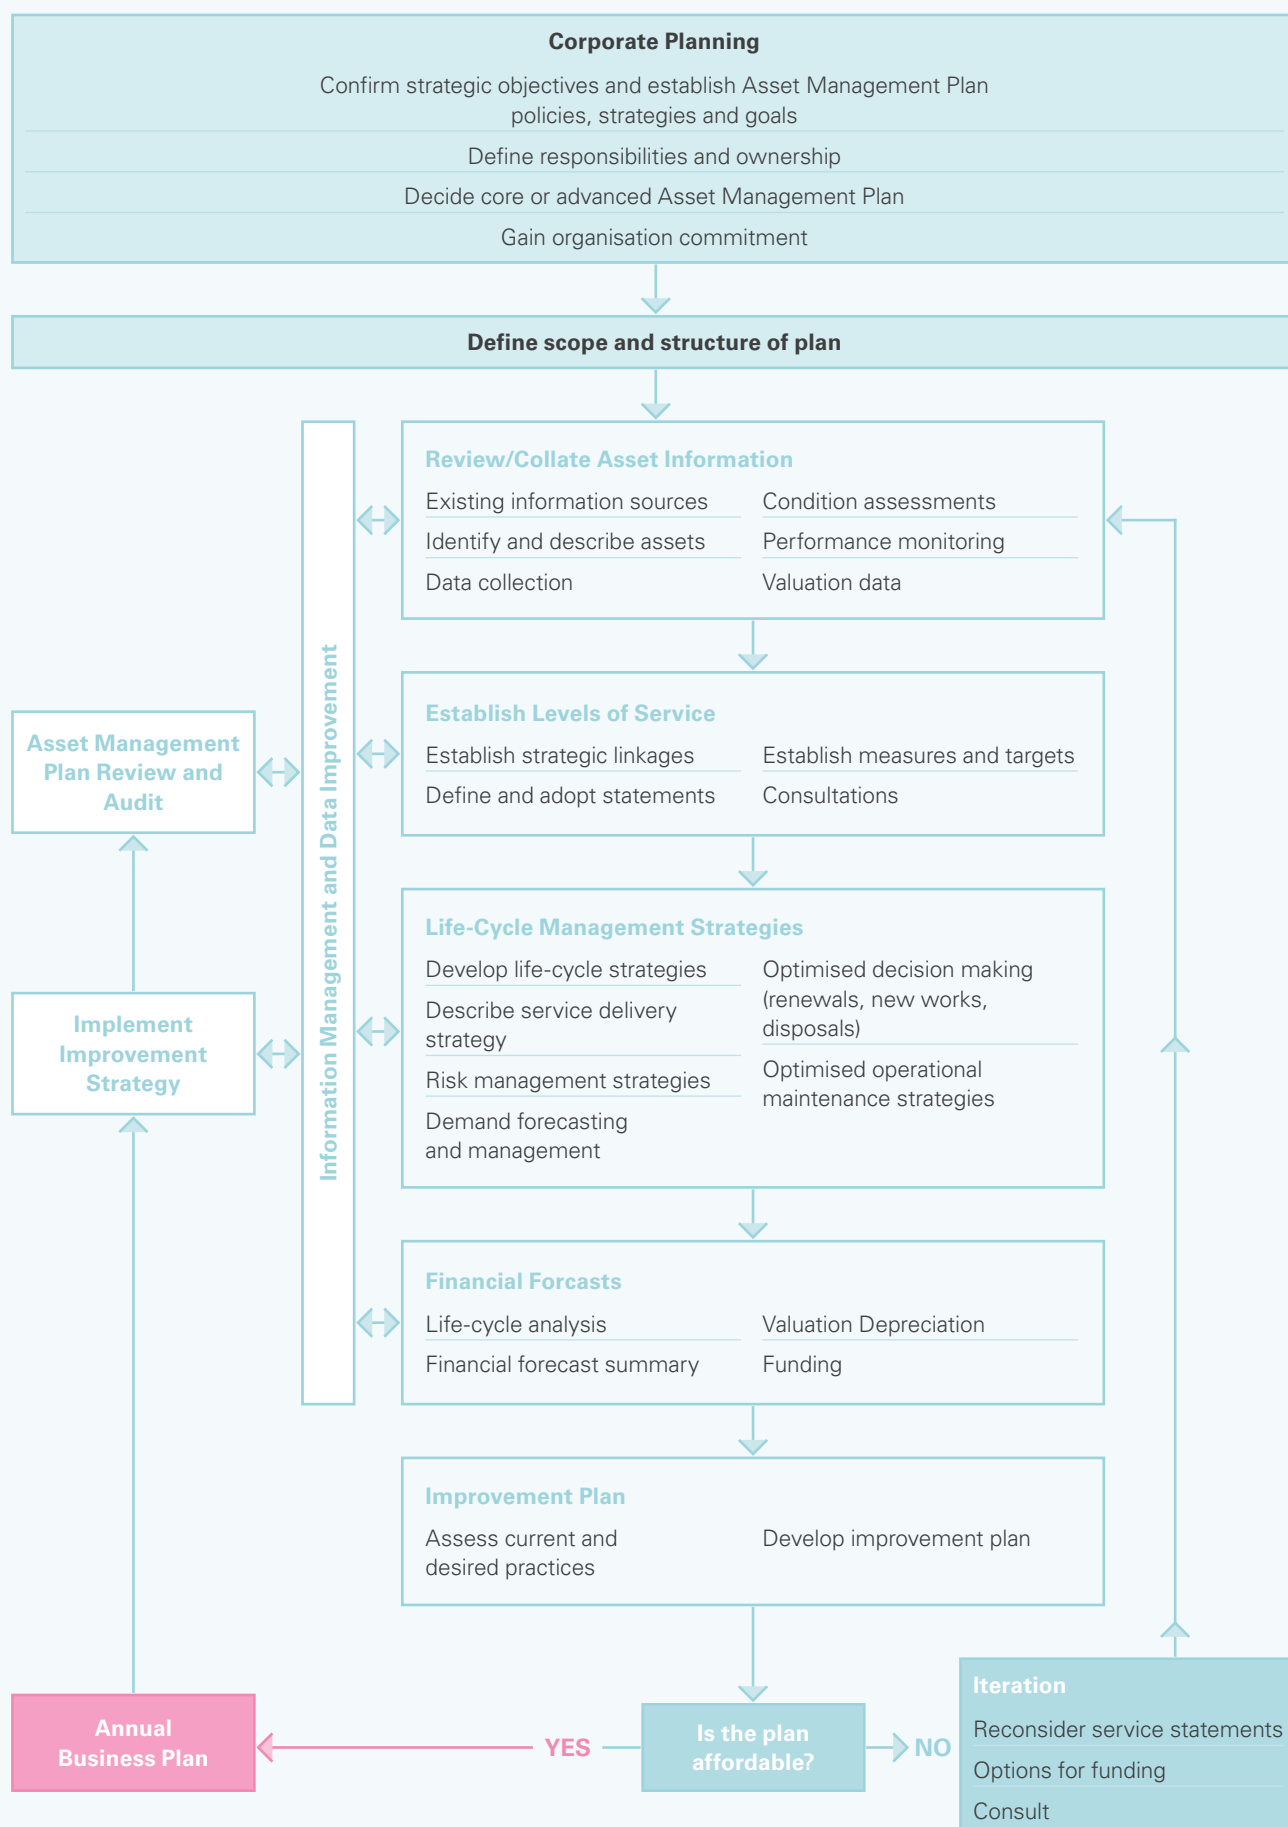 Corporate Planning
Confirm strategic objectives and establish Asset Management Plan
policies, strategies and goals
Define responsibilities and ownership
Decide core or advanced Asset Management Plan
Gain organisation commitment
Define scope and structure of plan
Information Management and Data Improvement
Review/Collate Asset Information
Existing information sources
Identify and describe assets
Data collection
Condition assessments
Performance monitoring
Valuation data
Establish Levels of Service
Establish strategic linkages
Define and adopt statements
Establish measures and targets
Consultations
Asset Management
Plan Review and
Audit
Life-Cycle Management Strategies
Develop life-cycle strategies
Describe service delivery
strategy
Risk management strategies
Demand forecasting
and management
Optimised decision making
(renewals, new works,
disposals)
Optimised operational
maintenance strategies
Implement
Improvement
Strategy
Financial Forcasts
Life-cycle analysis
Financial forecast summary
Valuation Depreciation
Funding
Improvement Plan
Assess current and
desired practices
Develop improvement plan
Annual
Business Plan
YES
Is the plan
affordable?
NO
Iteration
Reconsider service statements
Options for funding
Consult